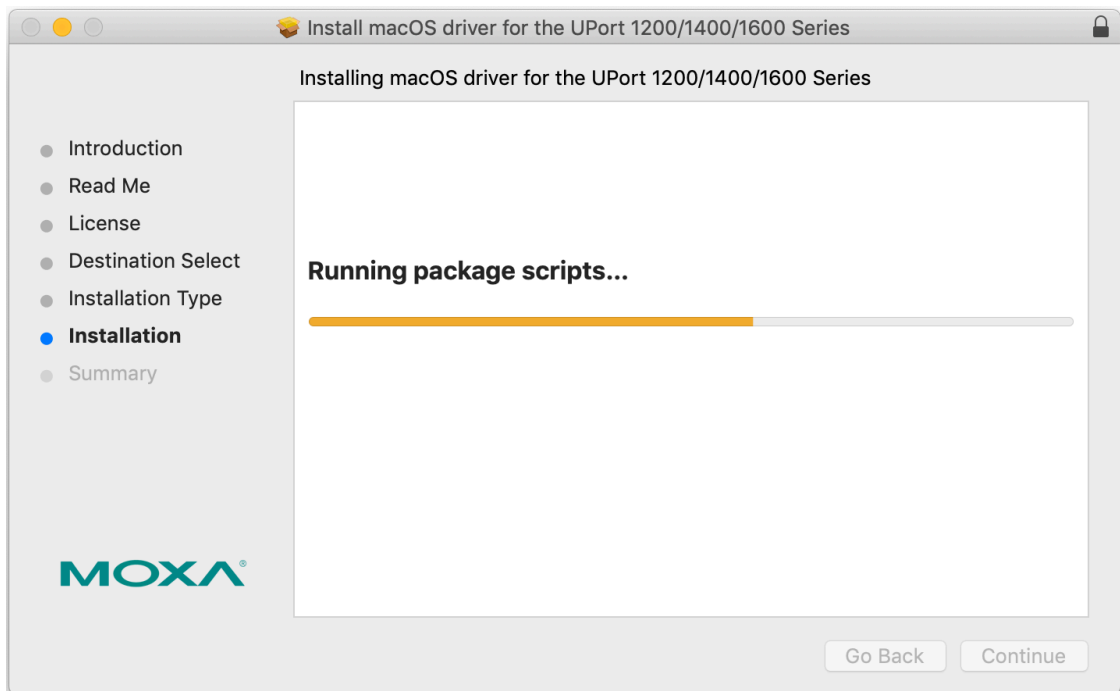 Install macOS driver for the UPort 1200/1400/1600 Series
Installing macOS driver for the UPort 1200/1400/1600 Series
Introduction
Read Me
License
Destination Select
Installation Type
Installation
Summary
Running package scripts...
MOXA®
Go Back
Continue